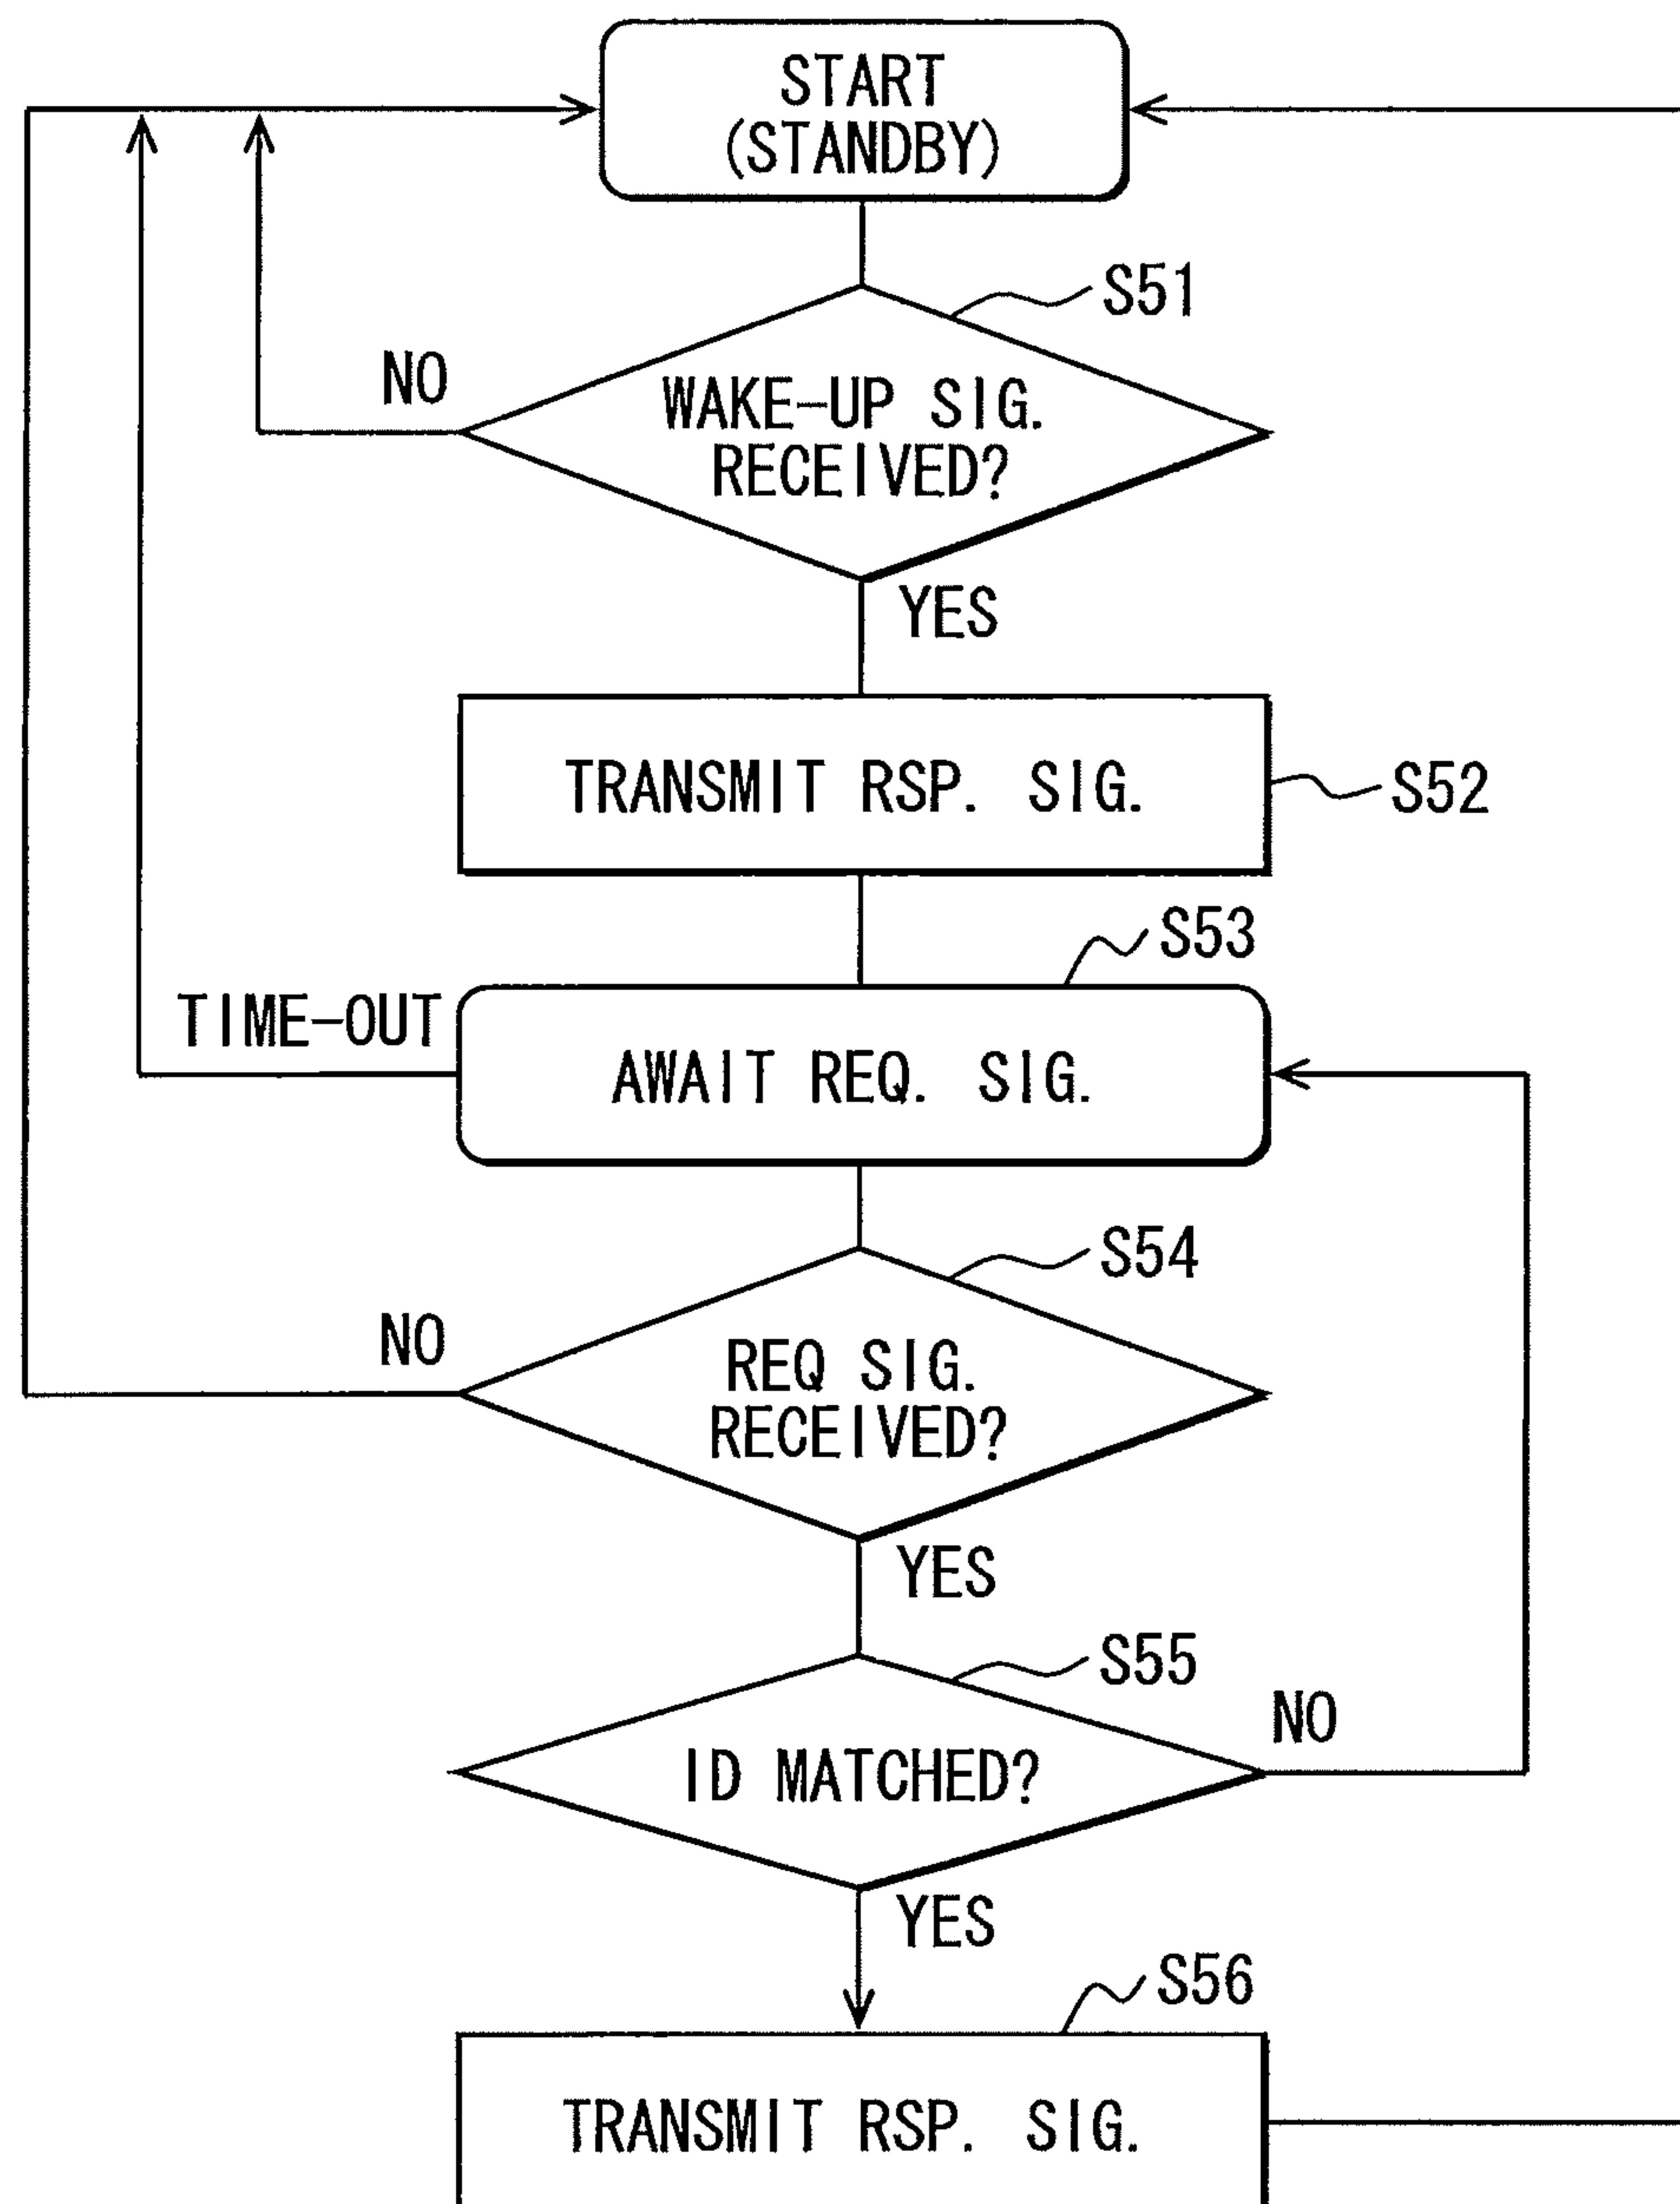 START
(STANDBY)
S51
NO
WAKE-UP SIG.
RECEIVED?
YES
TRANSMIT RSP. SIG.
S52
S53
TIME-OUT
AWAIT REQ. SIG.
S54
NO
REQ SIG.
RECEIVED?
YES
S55
NO
ID MATCHED?
YES
S56
TRANSMIT RSP. SIG.